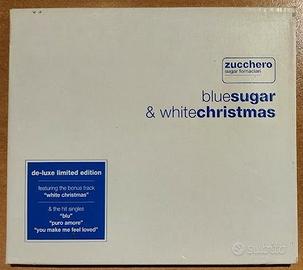 zucchero
sugar fornaciari
bluesugar
& whitechristmas
de-luxe limited edition
featuring the bonus track
"white christmas"
& the hit singles
"blu"
"puro amore"
"you make me feel loved"
Subito